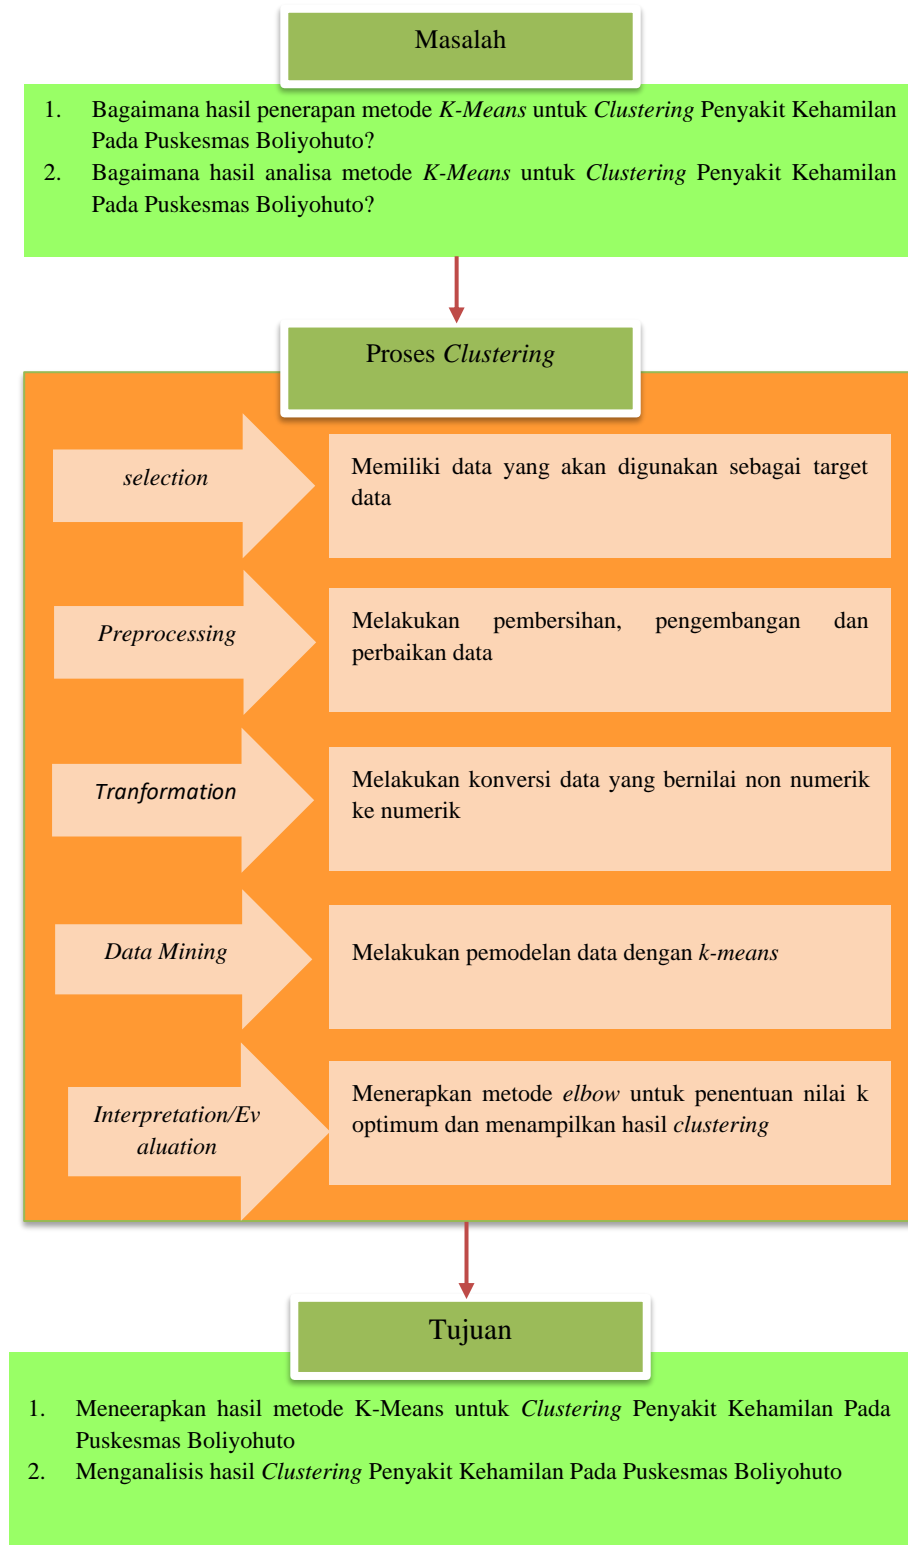 Masalah
1. Bagaimana hasil penerapan metode K-Means untuk Clustering Penyakit Kehamilan
Pada Puskesmas Boliyohuto?
2. Bagaimana hasil analisa metode K-Means untuk Clustering Penyakit Kehamilan
Pada Puskesmas Boliyohuto?
Proses Clustering
selection
Memiliki data yang akan digunakan sebagai target
data
Preprocessing
Melakukan pembersihan, pengembangan dan
perbaikan data
Tranformation
Melakukan konversi data yang bernilai non numerik
ke numerik
Data Mining
Melakukan pemodelan data dengan k-means
Interpretation/Ev
aluation
Menerapkan metode elbow untuk penentuan nilai k
optimum dan menampilkan hasil clustering
Tujuan
1. Meneerapkan hasil metode K-Means untuk Clustering Penyakit Kehamilan Pada
Puskesmas Boliyohuto
2. Menganalisis hasil Clustering Penyakit Kehamilan Pada Puskesmas Boliyohuto